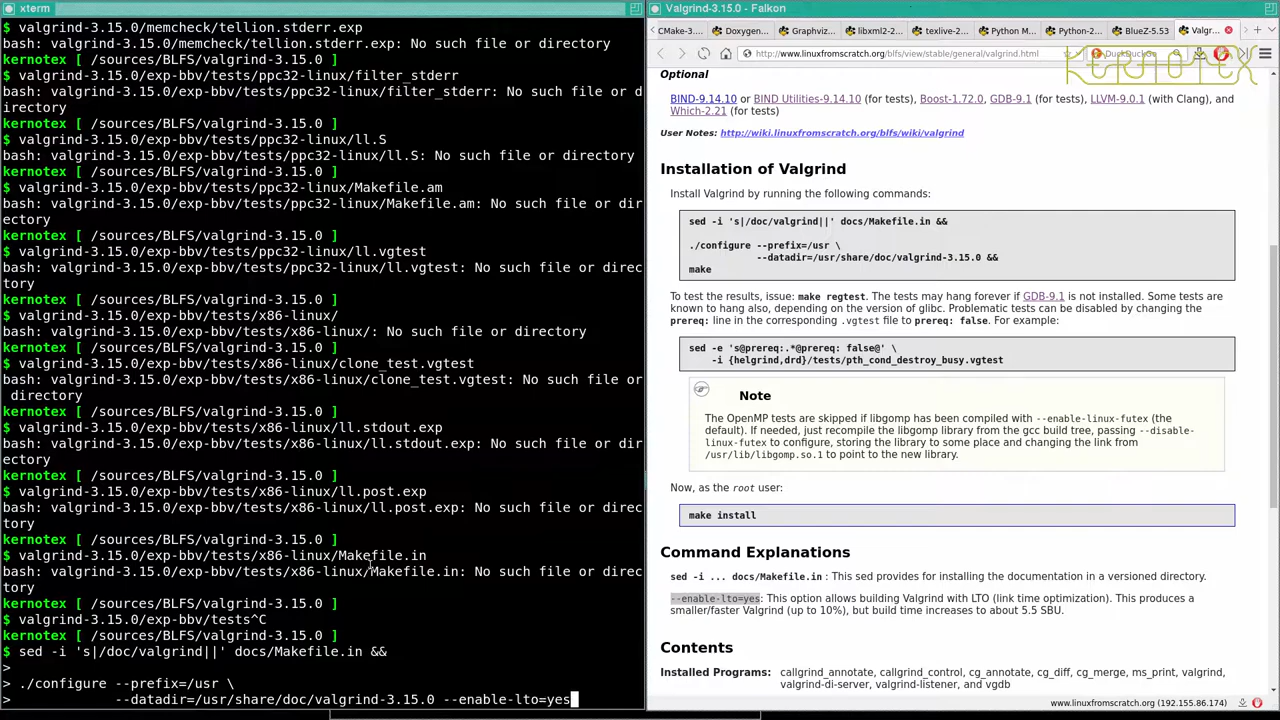 xterm
valgrind-3.15.0/memcheck/tellion.stderr.exp
bash: valgrind-3.15.0/memcheck/tellion.stderr.exp: No such file or directory
kernotex [ /sources/BLFS/valgrind-3.15.0 ]
$ valgrind-3.15.0/exp-bbv/tests/ppc32-linux/filter_stderr
bash: valgrind-3.15.0/exp-bbv/tests/ppc32-linux/filter_stderr: No such file or d
irectory
kernotex [ /sources/BLFS/valgrind-3.15.0 ]
$ valgrind-3.15.0/exp-bbv/tests/ppc32-linux/ll.S
bash: valgrind-3.15.0/exp-bbv/tests/ppc32-linux/ll.S: No such file or directory
kernotex [ /sources/BLFS/valgrind-3.15.0 ]
$ valgrind-3.15.0/exp-bbv/tests/ppc32-linux/Makefile.am
bash: valgrind-3.15.0/exp-bbv/tests/ppc32-linux/Makefile.am: No such file or dir
ectory
kernotex [ /sources/BLFS/valgrind-3.15.0 ]
$ valgrind-3.15.0/exp-bbv/tests/ppc32-linux/ll.vgtest
bash: valgrind-3.15.0/exp-bbv/tests/ppc32-linux/ll.vgtest: No such file or direc
tory
kernotex [ /sources/BLFS/valgrind-3.15.0 ]
$ valgrind-3.15.0/exp-bbv/tests/x86-linux/
bash: valgrind-3.15.0/exp-bbv/tests/x86-linux/: No such file or directory
kernotex [ /sources/BLFS/valgrind-3.15.0 ]
$ valgrind-3.15.0/exp-bbv/tests/x86-linux/clone_test.vgtest
bash: valgrind-3.15.0/exp-bbv/tests/x86-linux/clone_test.vgtest: No such file or
 directory
kernotex [ /sources/BLFS/valgrind-3.15.0 ]
$ valgrind-3.15.0/exp-bbv/tests/x86-linux/ll.stdout.exp
bash: valgrind-3.15.0/exp-bbv/tests/x86-linux/ll.stdout.exp: No such file or dir
ectory
kernotex [ /sources/BLFS/valgrind-3.15.0 ]
$ valgrind-3.15.0/exp-bbv/tests/x86-linux/ll.post.exp
bash: valgrind-3.15.0/exp-bbv/tests/x86-linux/ll.post.exp: No such file or direc
tory
kernotex [ /sources/BLFS/valgrind-3.15.0 ]
$ valgrind-3.15.0/exp-bbv/tests/x86-linux/Makefile.in
bash: valgrind-3.15.0/exp-bbv/tests/x86-linux/Makefile.in: No such file or direc
tory
kernotex [ /sources/BLFS/valgrind-3.15.0 ]
$ valgrind-3.15.0/exp-bbv/tests^C
kernotex [ /sources/BLFS/valgrind-3.15.0 ]
$ sed -i 's|/doc/valgrind||' docs/Makefile.in &&
>
> ./configure --prefix=/usr \
>             --datadir=/usr/share/doc/valgrind-3.15.0 --enable-lto=yes
Valgrind-3.15.0 - Falkon
CMake-3... Doxygen... Graphviz... libxml2-2... texlive-2... Python M... Python-2... BlueZ-5.53 Valgr...
http://www.linuxfromscratch.org/blfs/view/stable/general/valgrind.html DuckDuckGo
KERNOTEX
Optional
BIND-9.14.10 or BIND Utilities-9.14.10 (for tests), Boost-1.72.0, GDB-9.1 (for tests), LLVM-9.0.1 (with Clang), and
Which-2.21 (for tests)
User Notes: http://wiki.linuxfromscratch.org/blfs/wiki/valgrind
Installation of Valgrind
Install Valgrind by running the following commands:
sed -i 's|/doc/valgrind||' docs/Makefile.in &&
./configure --prefix=/usr \
            --datadir=/usr/share/doc/valgrind-3.15.0 &&
make
To test the results, issue: make regtest. The tests may hang forever if GDB-9.1 is not installed. Some tests are
known to hang also, depending on the version of glibc. Problematic tests can be disabled by changing the
prereq: line in the corresponding .vgtest file to prereq: false. For example:
sed -e 's@prereq:.*@prereq: false@' \
    -i {helgrind,drd}/tests/pth_cond_destroy_busy.vgtest
Note
The OpenMP tests are skipped if libgomp has been compiled with --enable-linux-futex (the
default). If needed, just recompile the libgomp library from the gcc build tree, passing --disable-
linux-futex to configure, storing the library to some place and changing the link from
/usr/lib/libgomp.so.1 to point to the new library.
Now, as the root user:
make install
Command Explanations
sed -i ... docs/Makefile.in : This sed provides for installing the documentation in a versioned directory.
--enable-lto=yes: This option allows building Valgrind with LTO (link time optimization). This produces a
smaller/faster Valgrind (up to 10%), but build time increases to about 5.5 SBU.
Contents
Installed Programs: callgrind_annotate, callgrind_control, cg_annotate, cg_diff, cg_merge, ms_print, valgrind,
valgrind-di-server, valgrind-listener, and vgdb
www.linuxfromscratch.org (192.155.86.174)